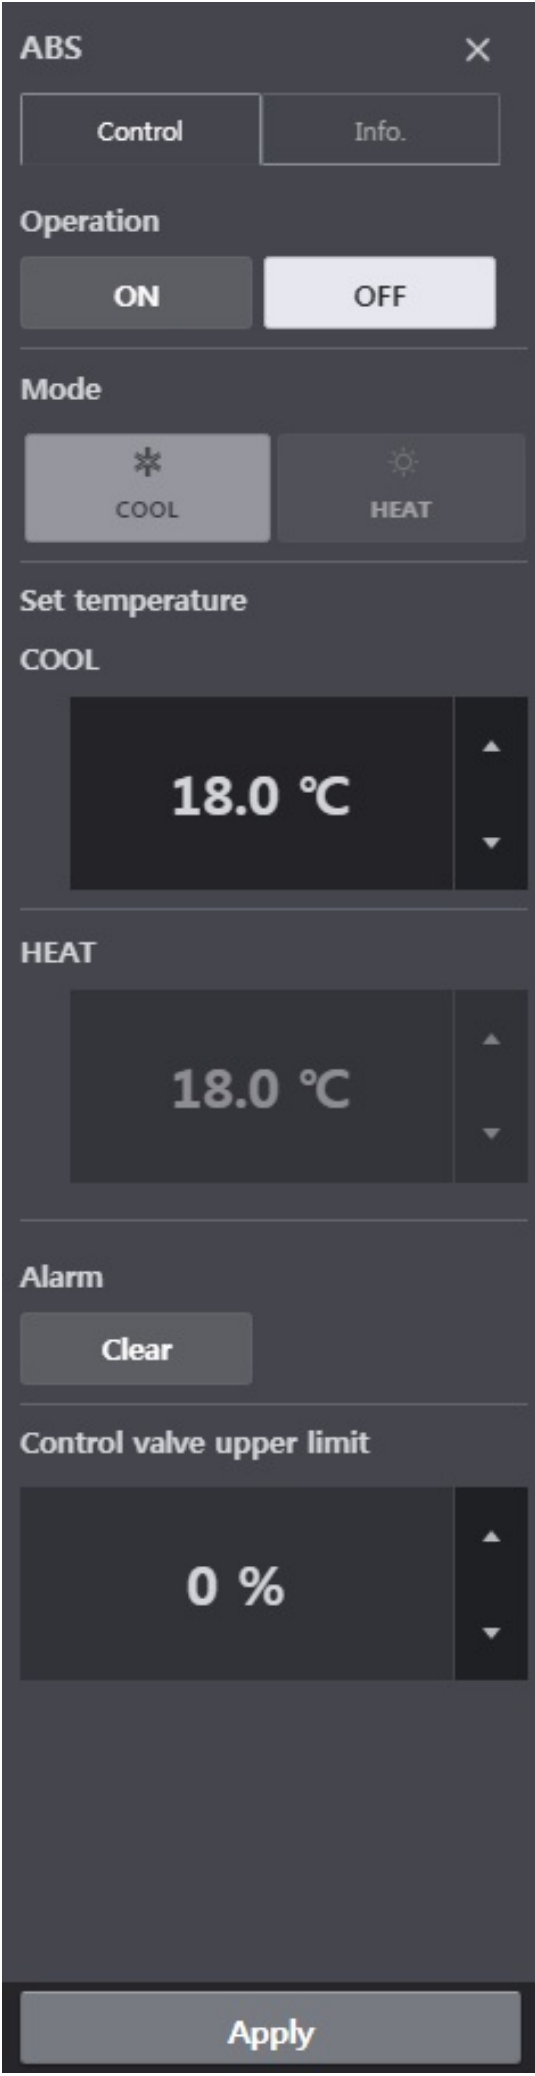 ABS
Control Info.
Operation
ON OFF
Mode
COOL HEAT
Set temperature
COOL
18.0 ℃
HEAT
18.0 ℃
Alarm
Clear
Control valve upper limit
0 %
Apply